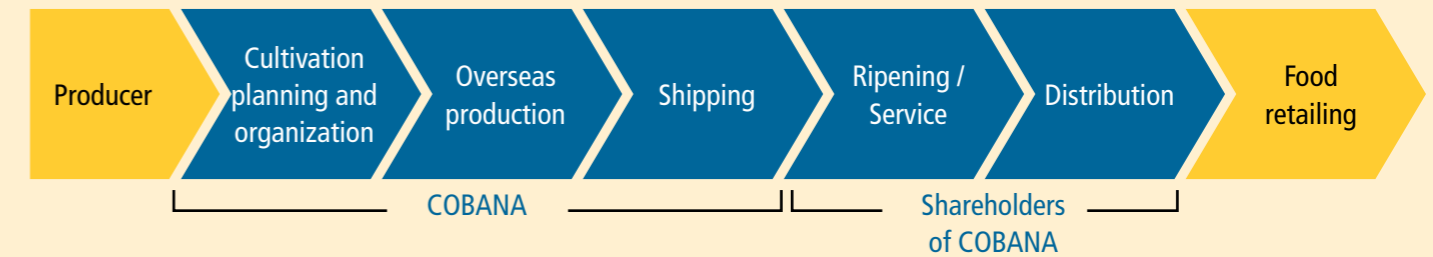 Producer
Cultivation
planning and
organization
Overseas
production
Shipping
Ripening /
Service
Distribution
Food
retailing
COBANA
Shareholders
of COBANA